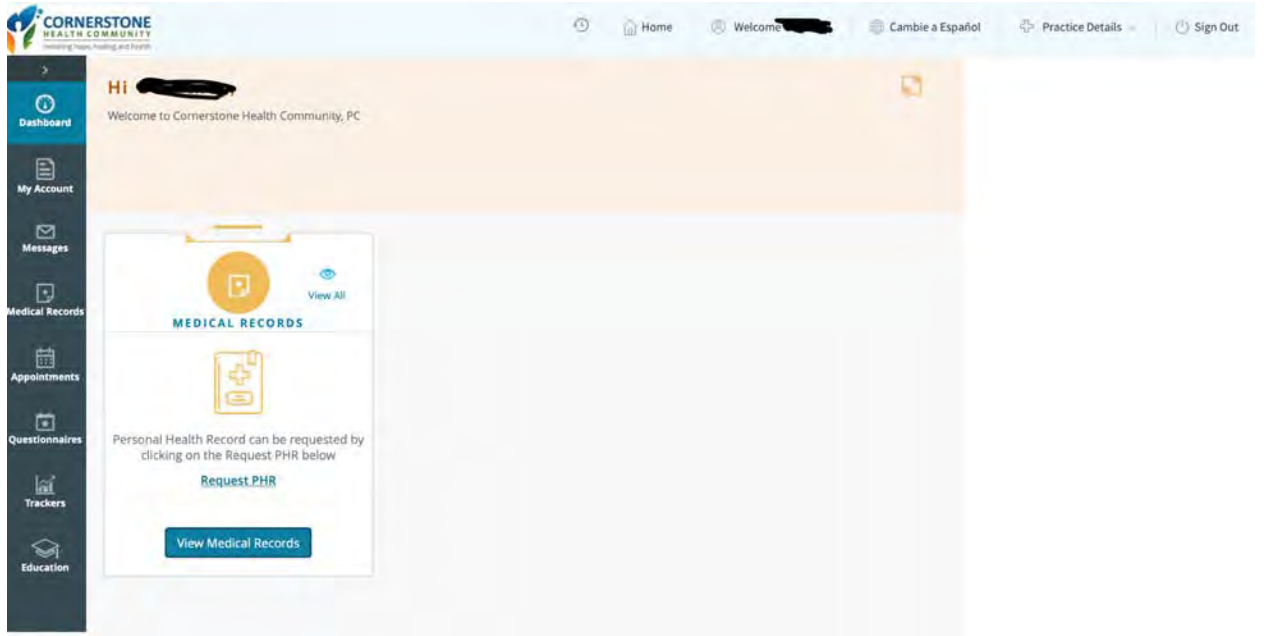 CORNERSTONE
HEALTH COMMUNITY
Home
Welcome
Cambie a Español
Practice Details
Sign Out
Dashboard
My Account
Messages
Medical Records
Appointments
Questionnaires
Trackers
Education
Hi
Welcome to Cornerstone Health Community, PC
View All
MEDICAL RECORDS
Personal Health Record can be requested by
clicking on the Request PHR below
Request PHR
View Medical Records